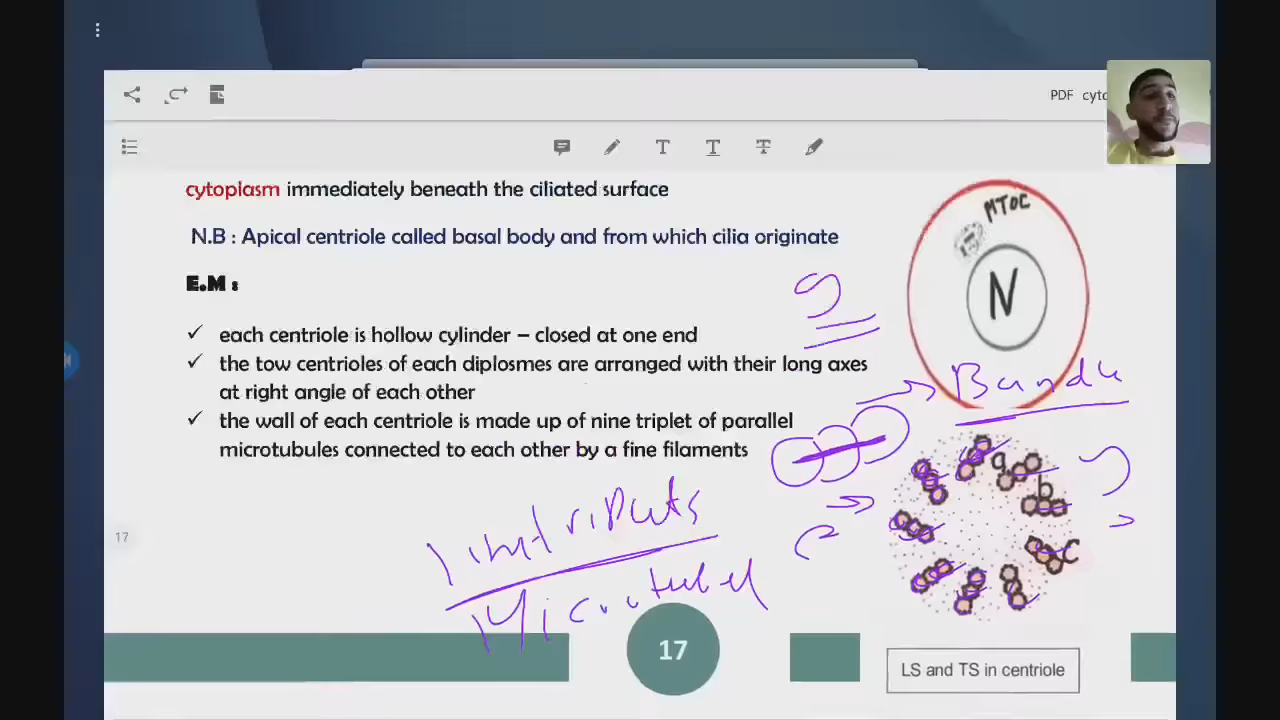 PDF cyto
cytoplasm immediately beneath the ciliated surface
N.B : Apical centriole called basal body and from which cilia originate
E.M :
✓ each centriole is hollow cylinder – closed at one end
✓ the tow centrioles of each diplosmes are arranged with their long axes
at right angle of each other
✓ the wall of each centriole is made up of nine triplet of parallel
microtubules connected to each other by a fine filaments
MTOC
N
9
a
b
c
17
17
LS and TS in centriole